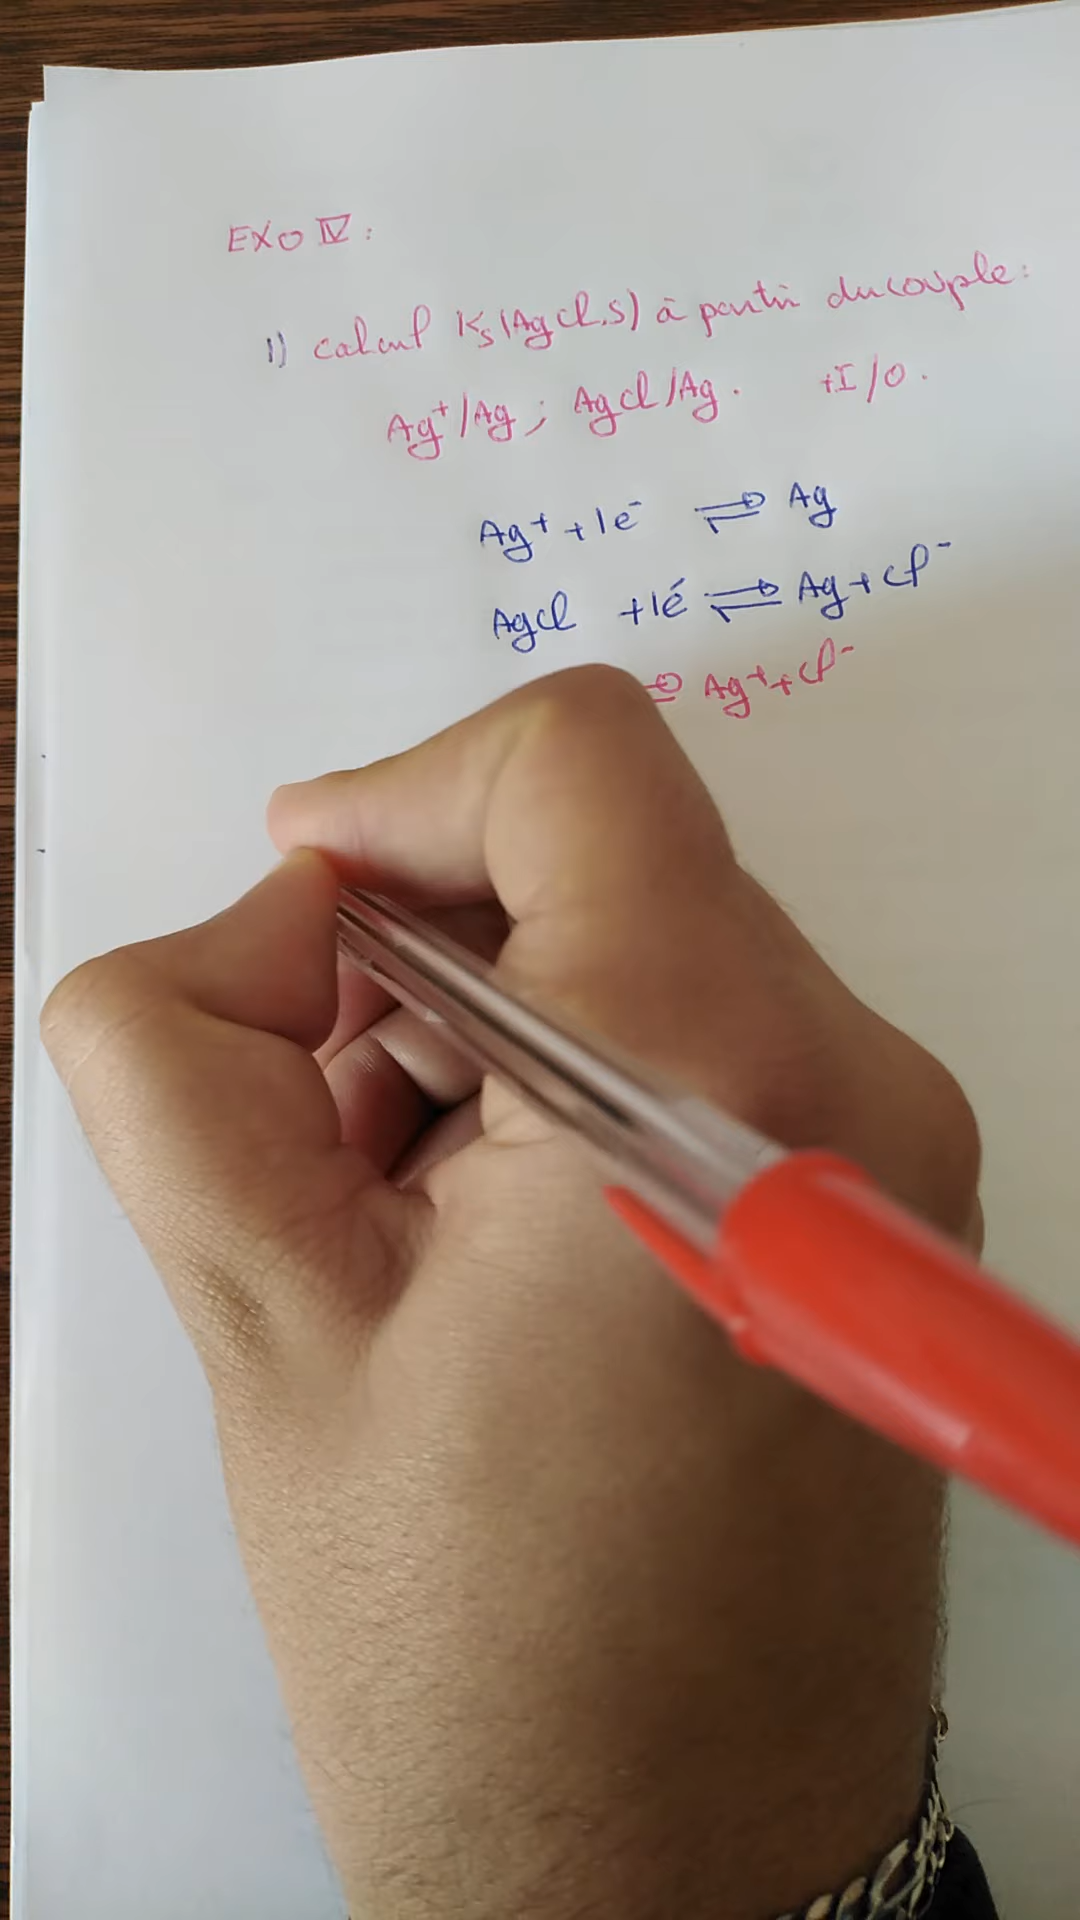 EXO IV:
1) calcul Ks(AgCl,s) à partir du couple:
Ag⁺/Ag ; AgCl/Ag. +I/0.
Ag⁺ + 1e⁻ ⇌ Ag
AgCl + 1é ⇌ Ag + Cl⁻
⇌ Ag⁺ + Cl⁻